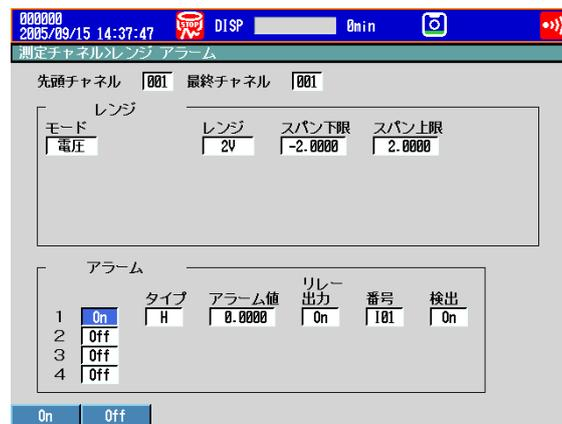 000000
2005/09/15 14:37:47 STOP DISP 0min
測定チャネル>レンジ アラーム
先頭チャネル 001 最終チャネル 001
レンジ
モード レンジ スパン下限 スパン上限
電圧 2V -2.0000 2.0000
アラーム
タイプ アラーム値 リレー出力 番号 検出
1 On H 0.0000 On I01 On
2 Off
3 Off
4 Off
On Off